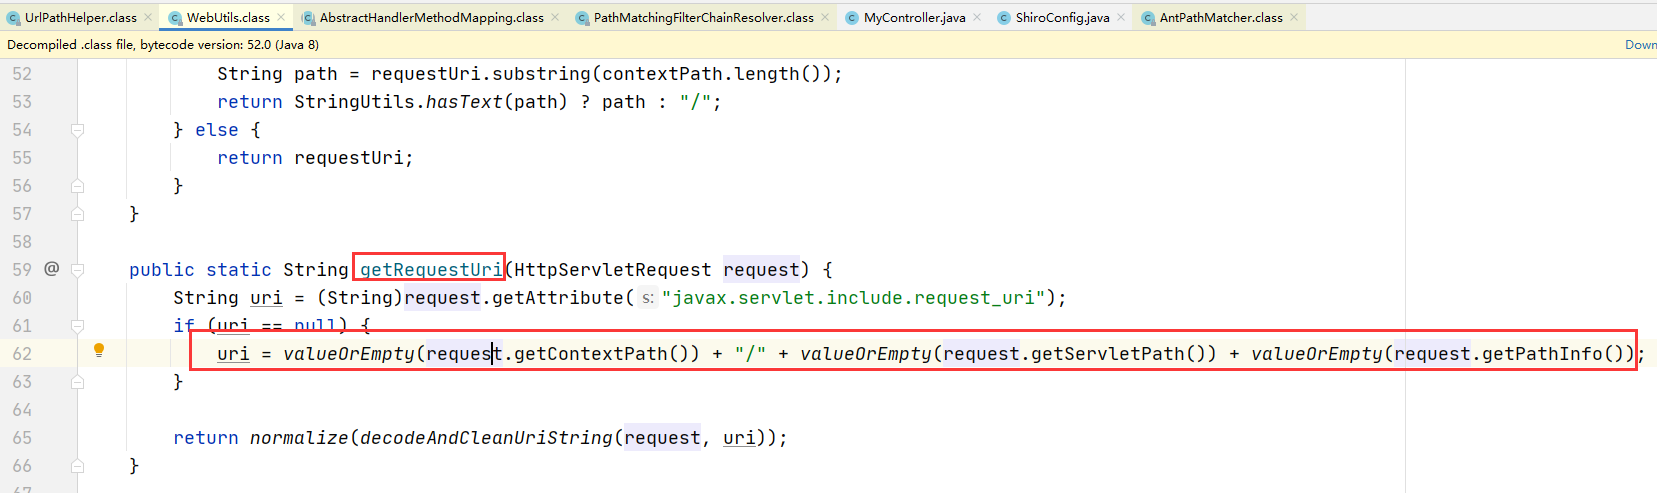 UrlPathHelper.class × WebUtils.class × AbstractHandlerMethodMapping.class × PathMatchingFilterChainResolver.class × MyController.java × ShiroConfig.java × AntPathMatcher.class ×
Decompiled .class file, bytecode version: 52.0 (Java 8) Down
52 String path = requestUri.substring(contextPath.length());
53 return StringUtils.hasText(path) ? path : "/";
54 } else {
55 return requestUri;
56 }
57 }
58
59 @ public static String getRequestUri(HttpServletRequest request) {
60 String uri = (String)request.getAttribute( s: "javax.servlet.include.request_uri");
61 if (uri == null) {
62 uri = valueOrEmpty(request.getContextPath()) + "/" + valueOrEmpty(request.getServletPath()) + valueOrEmpty(request.getPathInfo());
63 }
64
65 return normalize(decodeAndCleanUriString(request, uri));
66 }